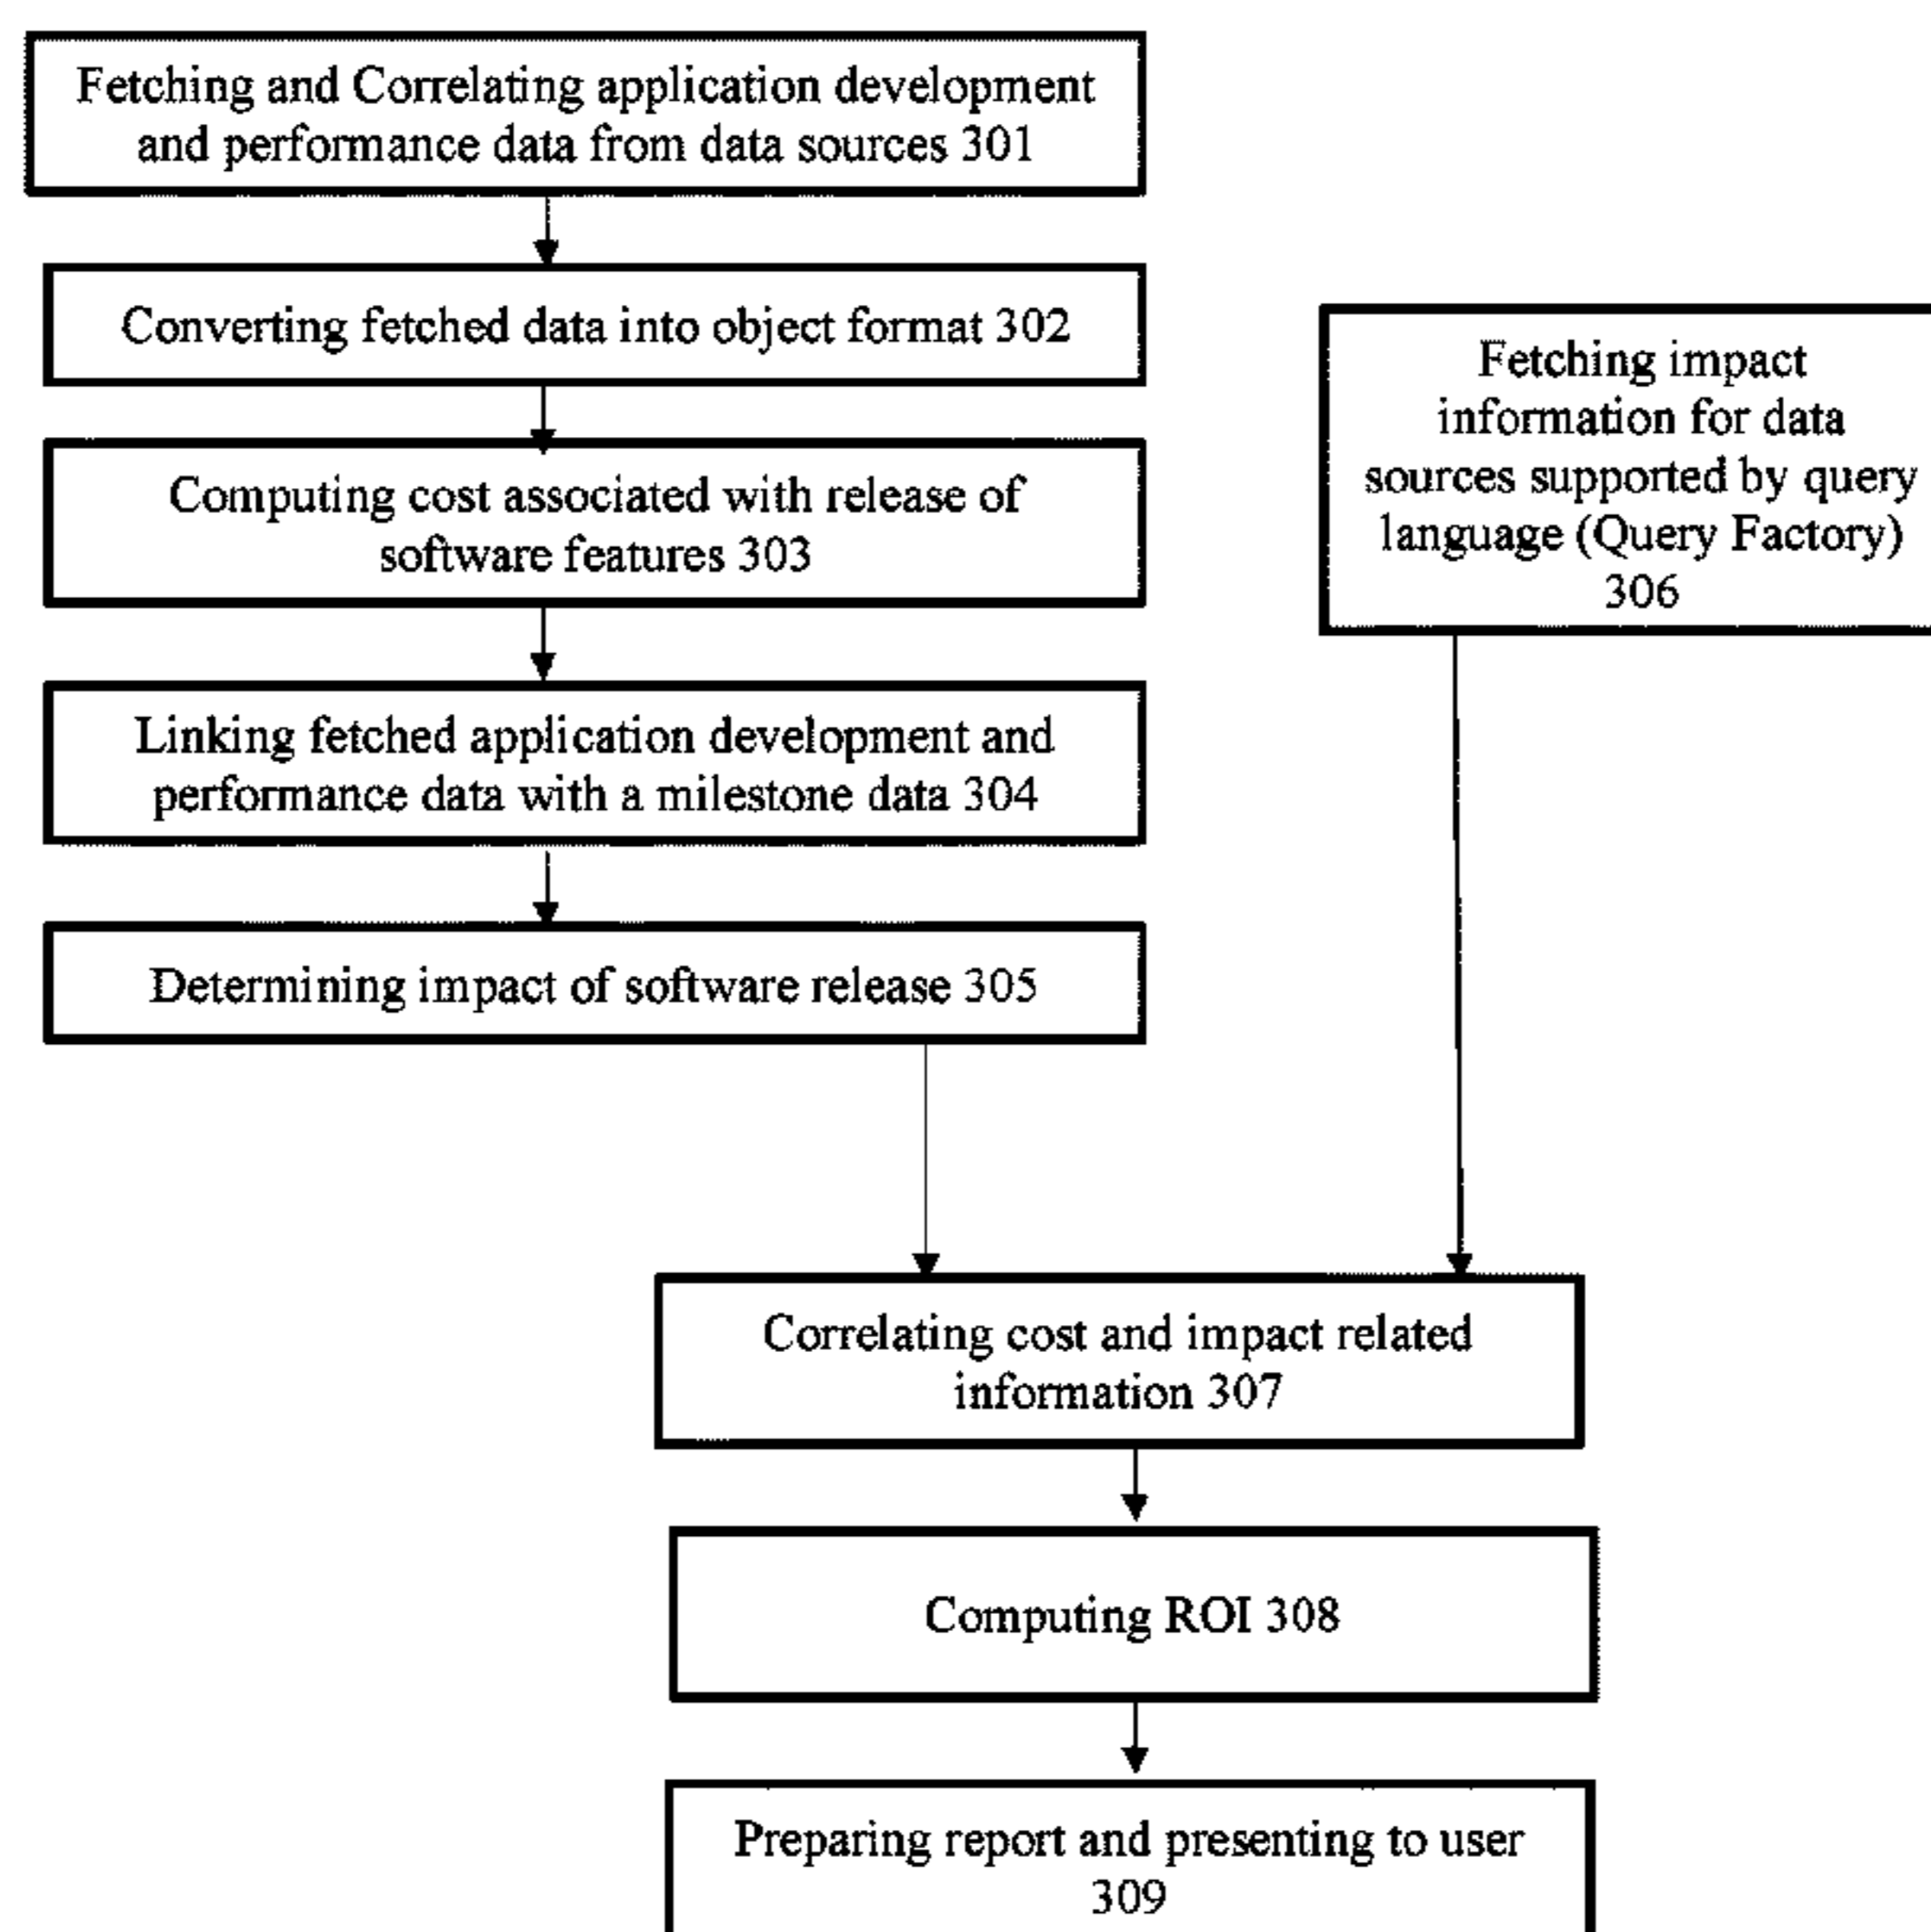 Fetching and Correlating application development
and performance data from data sources 301
Converting fetched data into object format 302
Computing cost associated with release of
software features 303
Linking fetched application development and
performance data with a milestone data 304
Determining impact of software release 305
Fetching impact
information for data
sources supported by query
language (Query Factory)
306
Correlating cost and impact related
information 307
Computing ROI 308
Preparing report and presenting to user
309